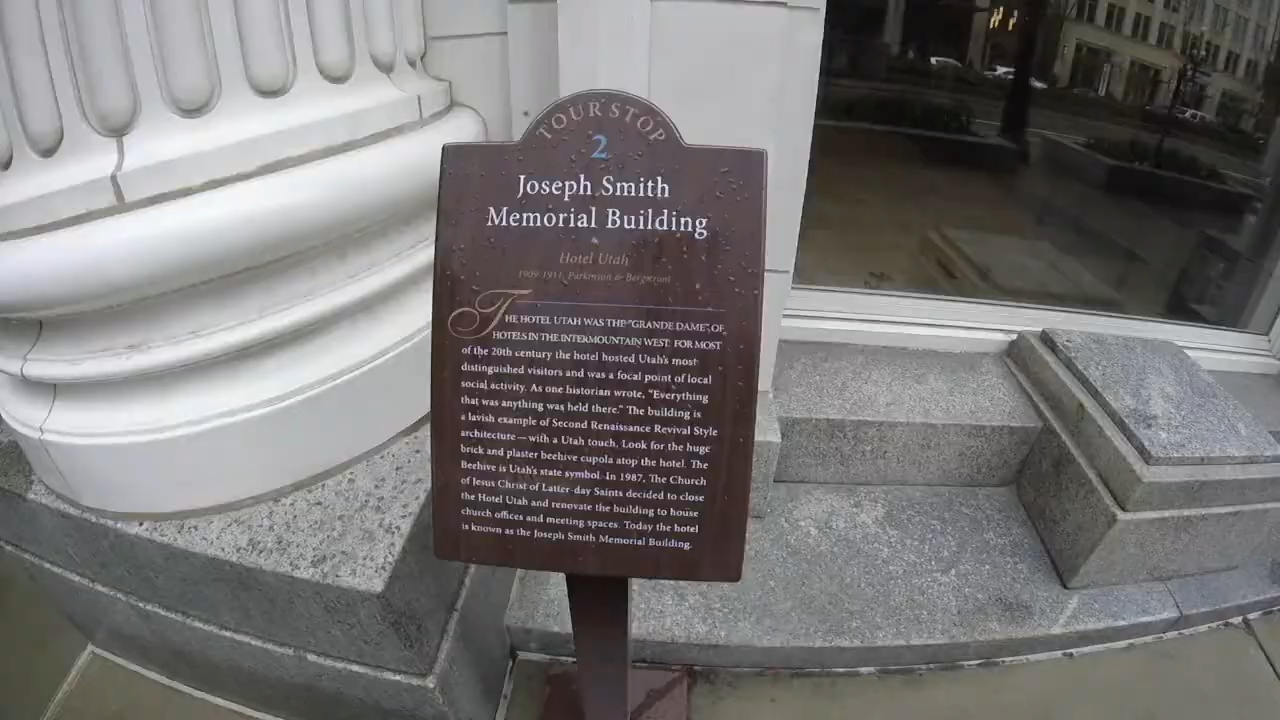 TOUR STOP
2
Joseph Smith
Memorial Building
Hotel Utah
1909-1911, Parkinson & Bergstrom
THE HOTEL UTAH WAS THE "GRANDE DAME", OF
HOTELS IN THE INTERMOUNTAIN WEST. FOR MOST
of the 20th century the hotel hosted Utah's most
distinguished visitors and was a focal point of local
social activity. As one historian wrote, "Everything
that was anything was held there." The building is
a lavish example of Second Renaissance Revival Style
architecture—with a Utah touch. Look for the huge
brick and plaster beehive cupola atop the hotel. The
Beehive is Utah's state symbol. In 1987, The Church
of Jesus Christ of Latter-day Saints decided to close
the Hotel Utah and renovate the building to house
church offices and meeting spaces. Today the hotel
is known as the Joseph Smith Memorial Building.